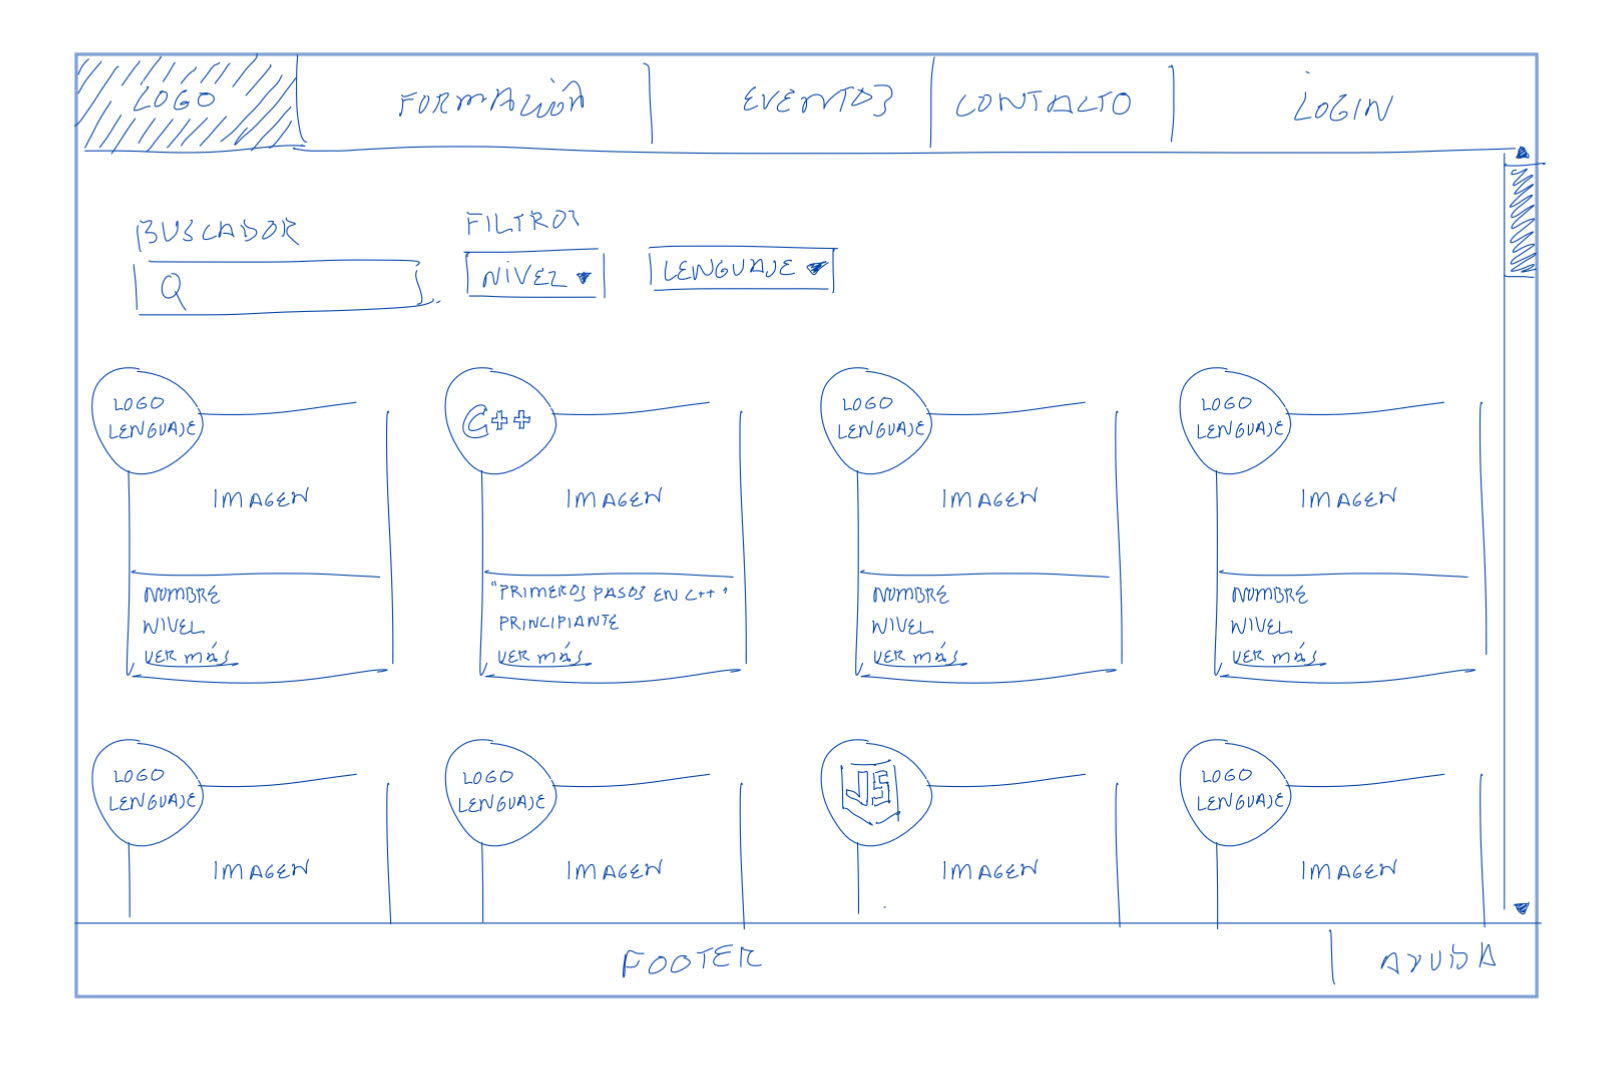 LOGO
FORMACIÓN
EVENTOS
CONTACTO
LOGIN
BUSCADOR
FILTROS
NIVEL
LENGUAJE
LOGO
LENGUAJE
IMAGEN
NOMBRE
NIVEL
VER MÁS
C++
IMAGEN
"PRIMEROS PASOS EN C++"
PRINCIPIANTE
VER MÁS
LOGO
LENGUAJE
IMAGEN
NOMBRE
NIVEL
VER MÁS
LOGO
LENGUAJE
IMAGEN
NOMBRE
NIVEL
VER MÁS
LOGO
LENGUAJE
IMAGEN
LOGO
LENGUAJE
IMAGEN
JS
IMAGEN
LOGO
LENGUAJE
IMAGEN
FOOTER
AYUDA